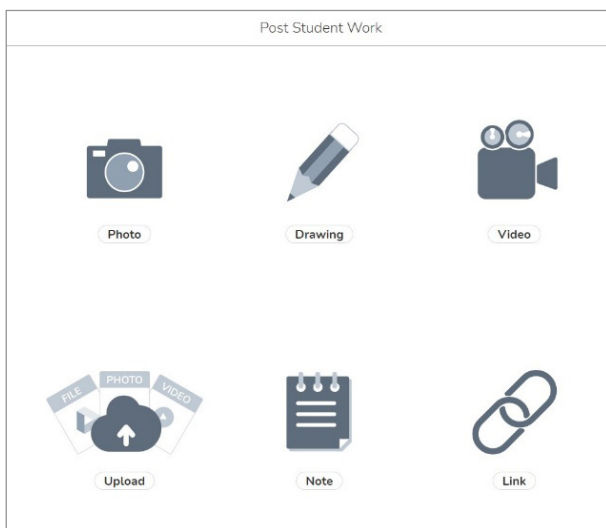 Post Student Work
Photo
Drawing
Video
FILE
PHOTO
VIDEO
Upload
Note
Link